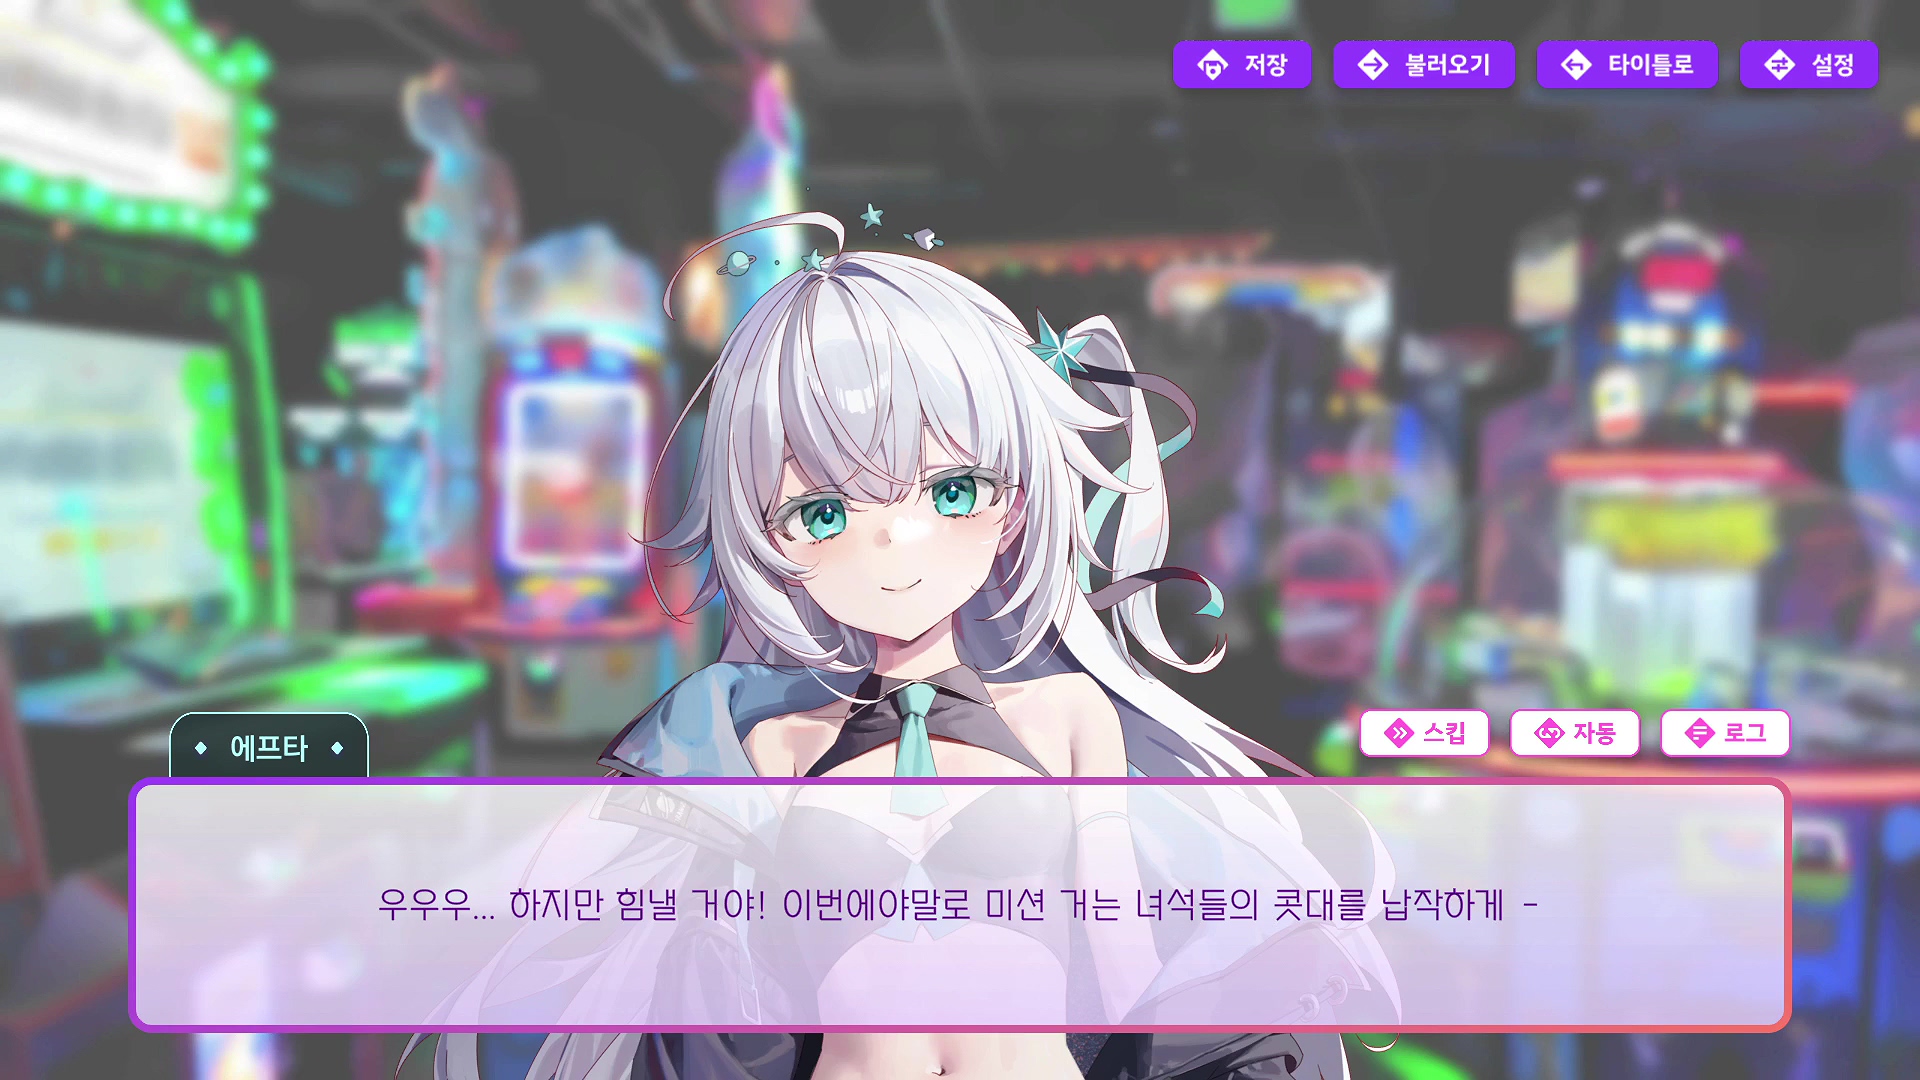 저장
불러오기
타이틀로
설정
에프타
스킵
자동
로그
우우우... 하지만 힘낼 거야! 이번에야말로 미션 거는 녀석들의 콧대를 납작하게 -